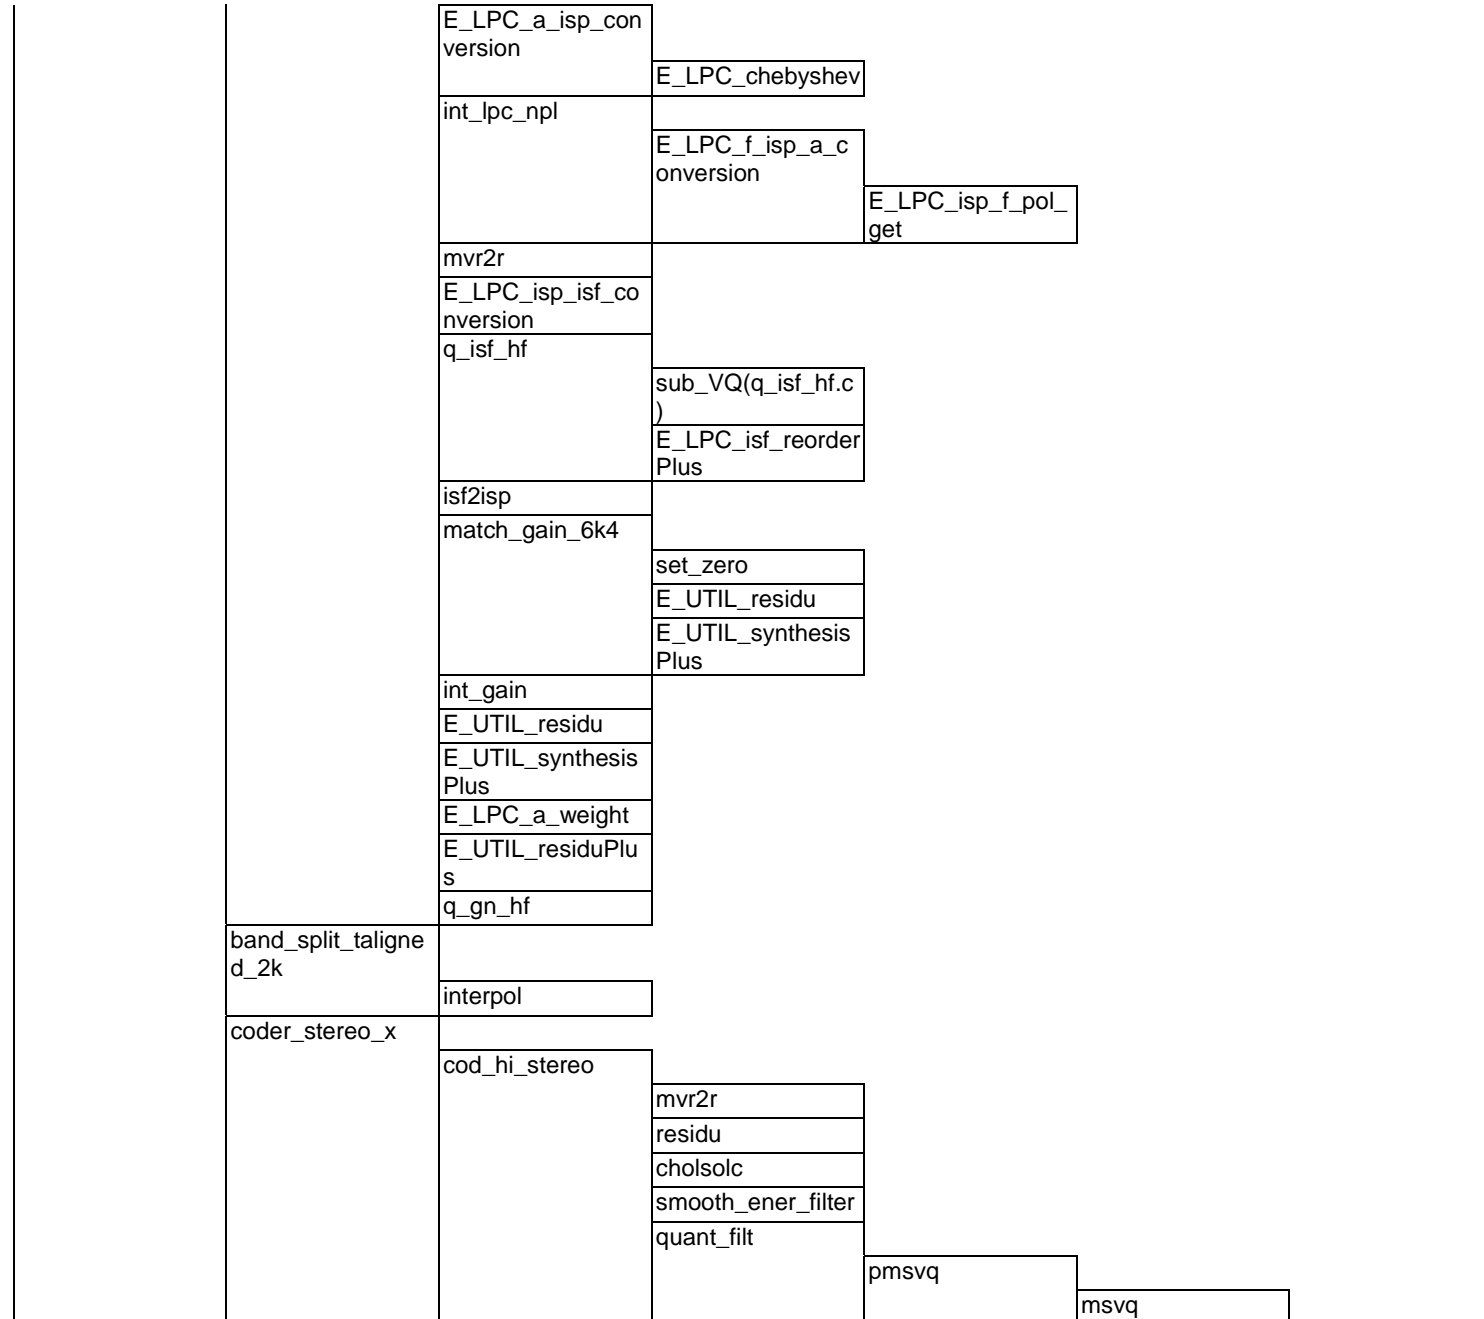 E_LPC_a_isp_con
version
E_LPC_chebyshev
int_lpc_npl
E_LPC_f_isp_a_c
onversion
E_LPC_isp_f_pol_
get
mvr2r
E_LPC_isp_isf_co
nversion
q_isf_hf
sub_VQ(q_isf_hf.c
)
E_LPC_isf_reorder
Plus
isf2isp
match_gain_6k4
set_zero
E_UTIL_residu
E_UTIL_synthesis
Plus
int_gain
E_UTIL_residu
E_UTIL_synthesis
Plus
E_LPC_a_weight
E_UTIL_residuPlu
s
q_gn_hf
band_split_taligne
d_2k
interpol
coder_stereo_x
cod_hi_stereo
mvr2r
residu
cholsolc
smooth_ener_filter
quant_filt
pmsvq
msvq